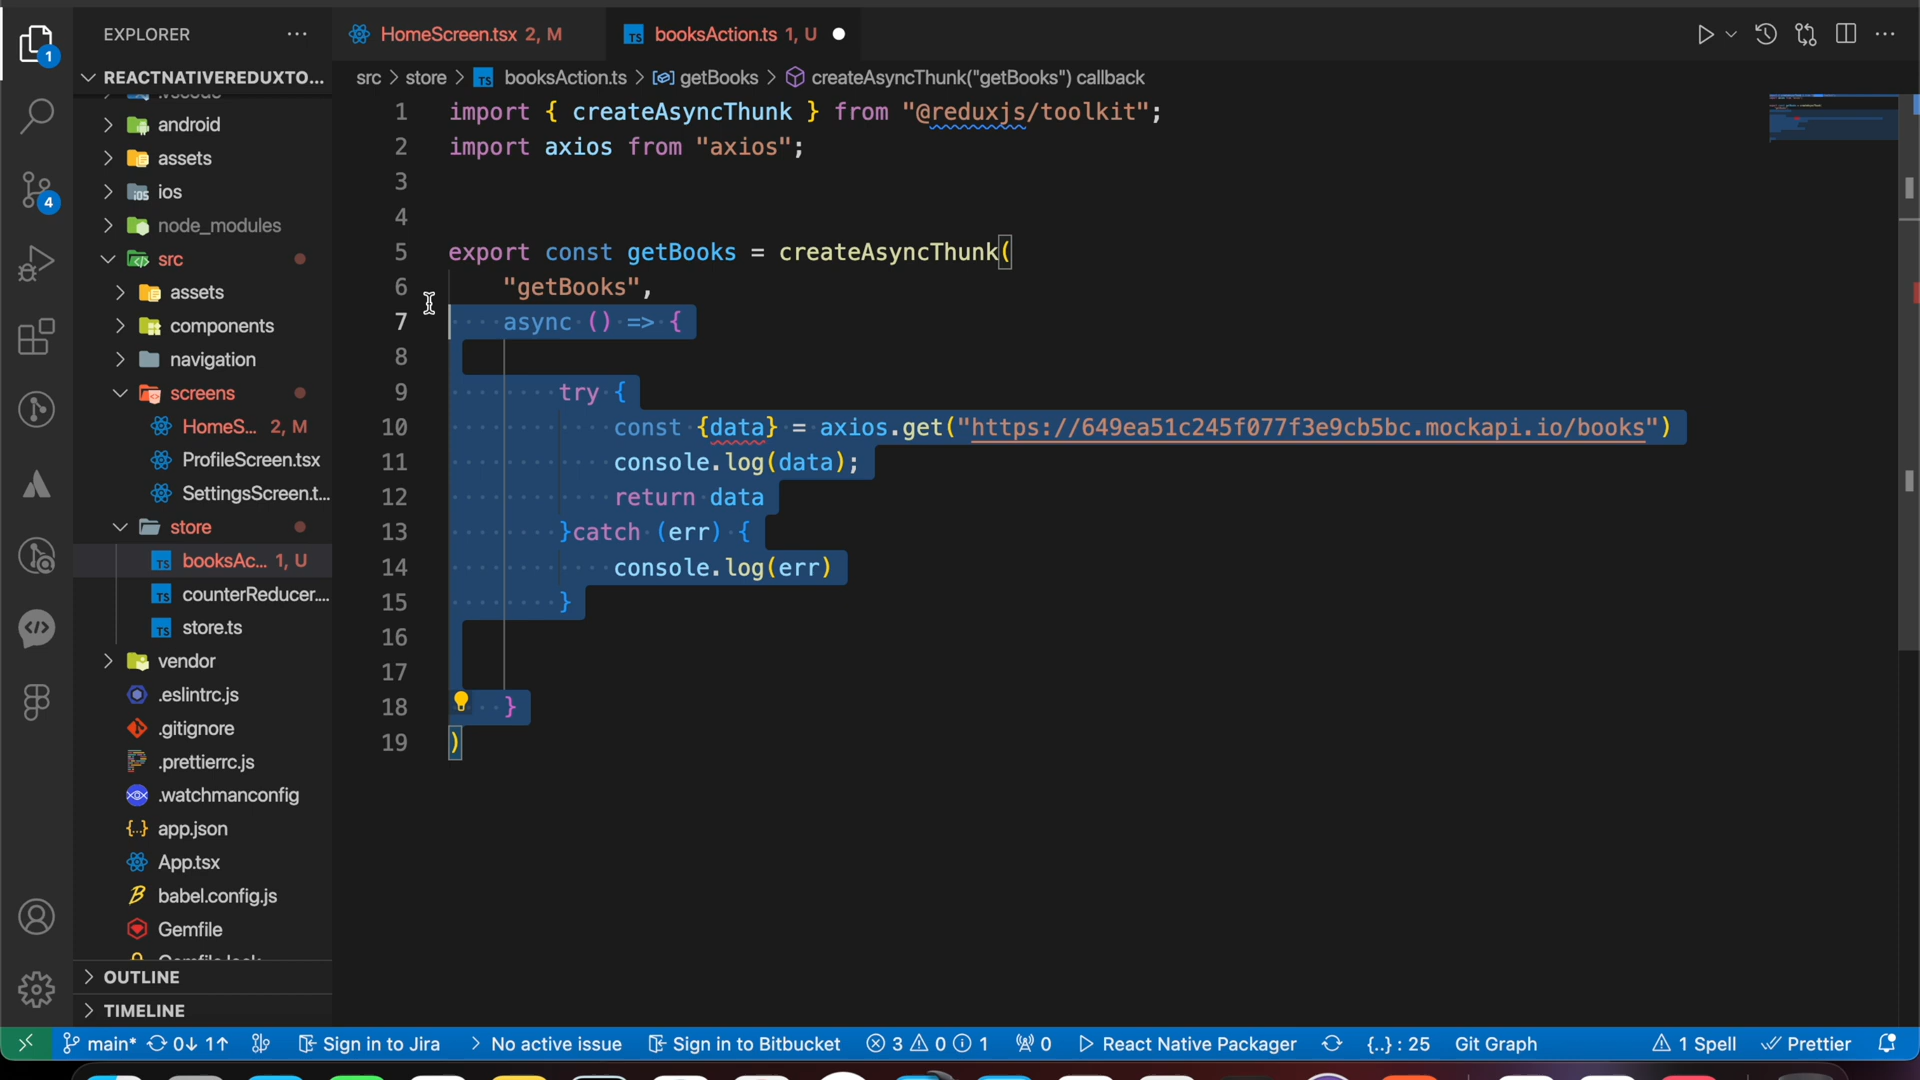 EXPLORER
HomeScreen.tsx 2, M
booksAction.ts 1, U
REACTNATIVEREDUXTO...
src > store > TS booksAction.ts > getBooks > createAsyncThunk("getBooks") callback
android
assets
ios
node_modules
src
assets
components
navigation
screens
HomeS... 2, M
ProfileScreen.tsx
SettingsScreen.t...
store
TS booksAc... 1, U
TS counterReducer....
TS store.ts
vendor
.eslintrc.js
.gitignore
.prettierrc.js
.watchmanconfig
app.json
App.tsx
babel.config.js
Gemfile
OUTLINE
TIMELINE
1 import { createAsyncThunk } from "@reduxjs/toolkit";
2 import axios from "axios";
3
4
5 export const getBooks = createAsyncThunk(
6 "getBooks",
7 async () => {
8
9 try {
10 const {data} = axios.get("https://649ea51c245f077f3e9cb5bc.mockapi.io/books")
11 console.log(data);
12 return data
13 }catch (err) {
14 console.log(err)
15 }
16
17
18 }
19 )
1
4
main* 0↓ 1↑ Sign in to Jira No active issue Sign in to Bitbucket 3 0 1 0 React Native Packager {..} : 25 Git Graph 1 Spell Prettier